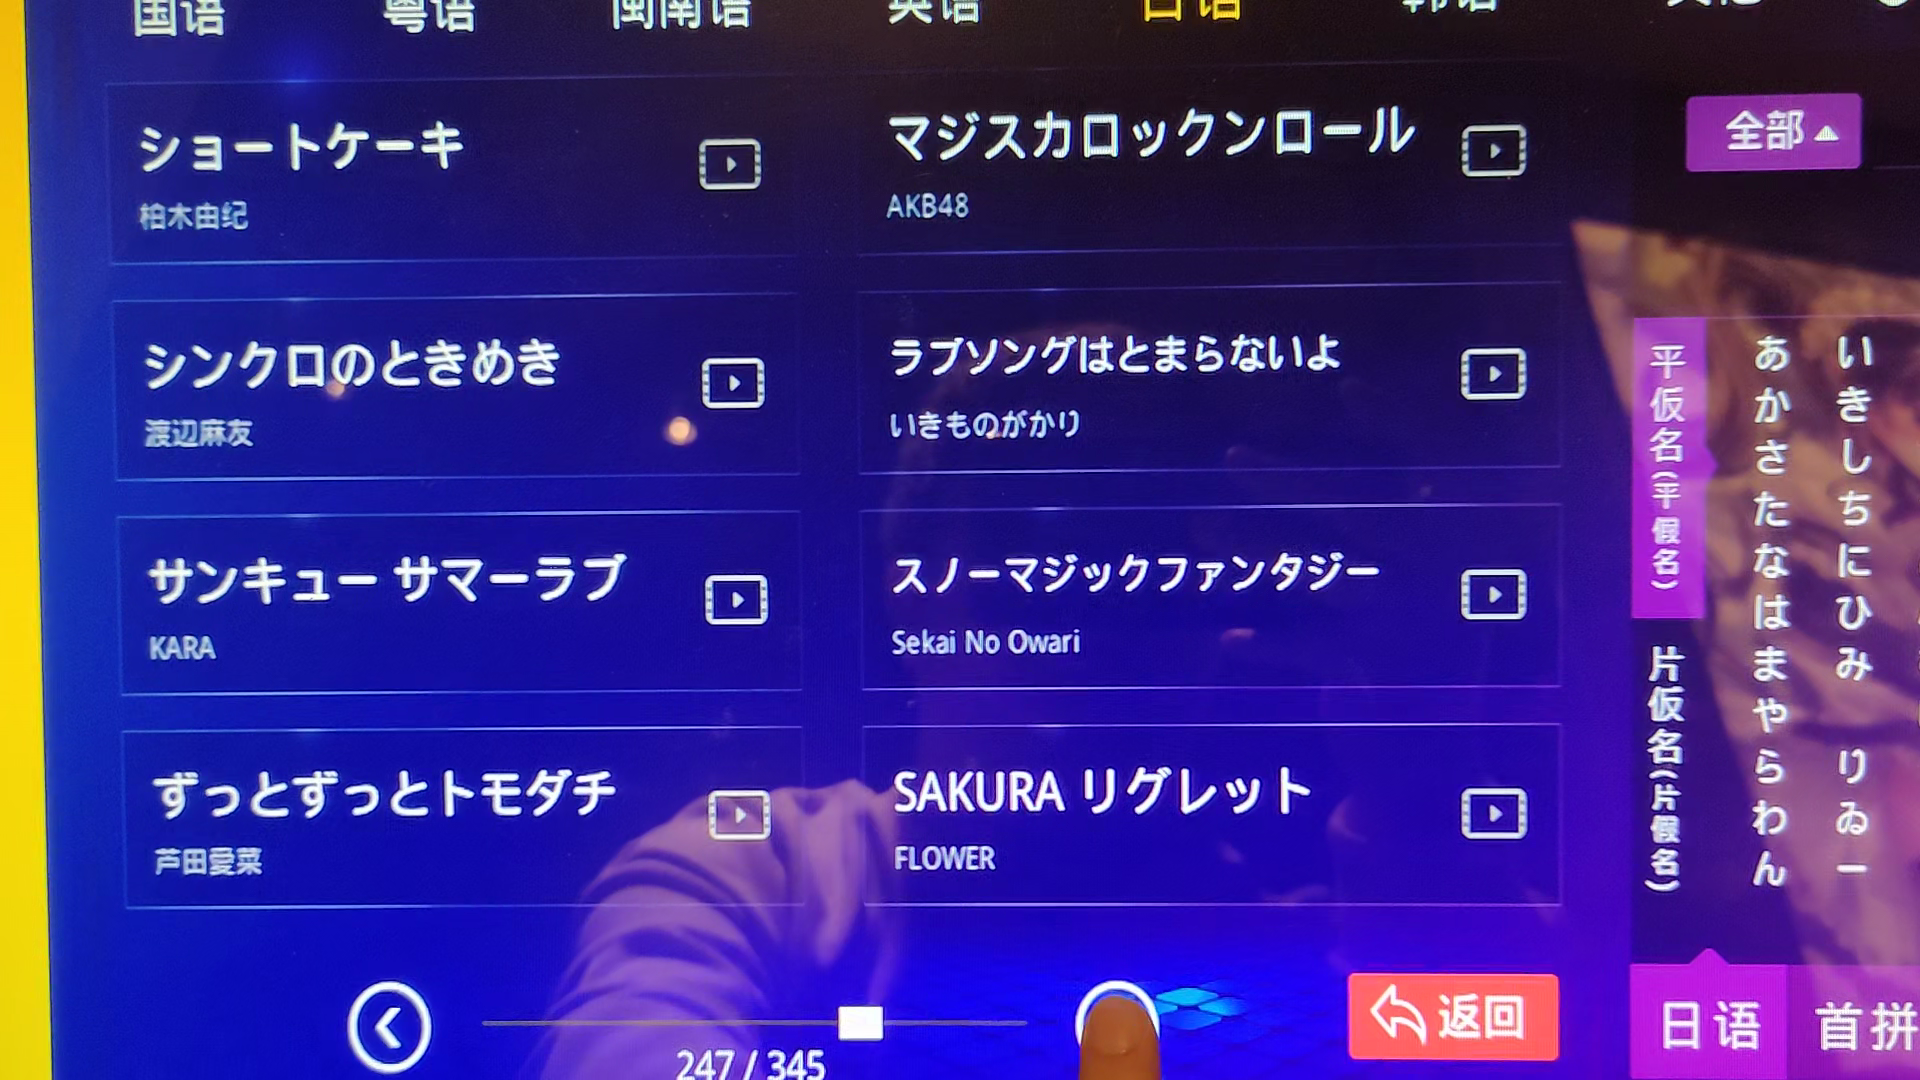 国语 粤语 闽南语 英语 日语 韩语
ショートケーキ
柏木由纪
マジスカロックンロール
AKB48
シンクロのときめき
渡辺麻友
ラブソングはとまらないよ
いきものがかり
サンキュー サマーラブ
KARA
スノーマジックファンタジー
Sekai No Owari
ずっとずっとトモダチ
芦田愛菜
SAKURA リグレット
FLOWER
247 / 345
返回
全部
平仮名(平假名)
片仮名(片假名)
あかさたなはまやらわん
いきしちにひみ りゐー
日语
首拼